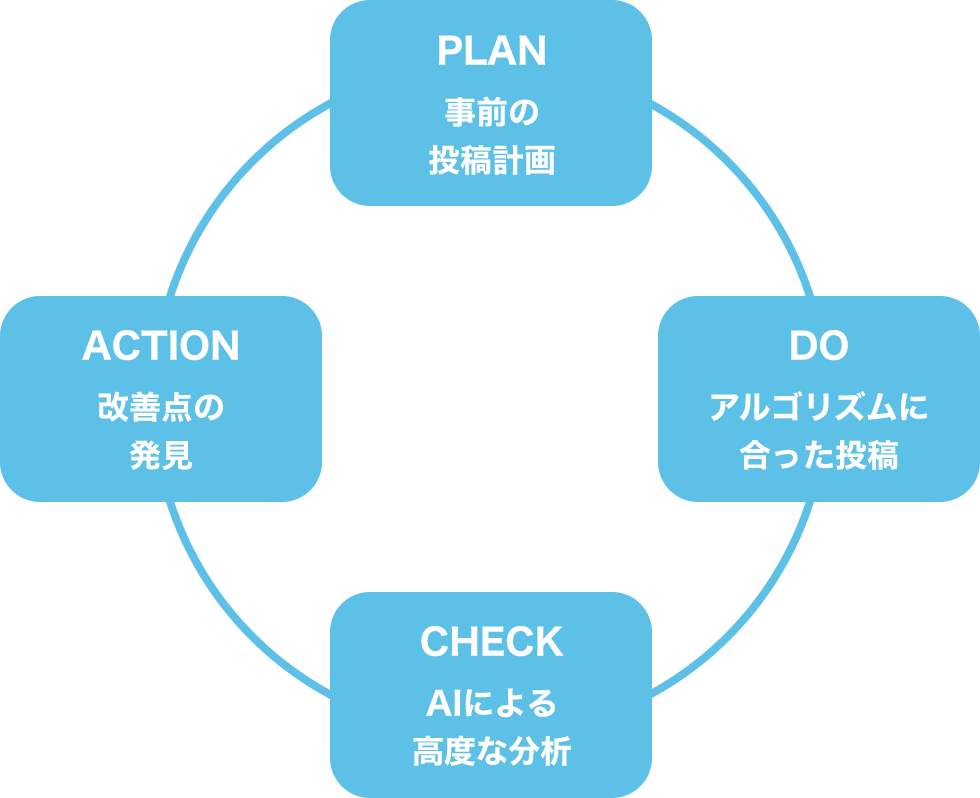 PLAN
事前の
投稿計画
ACTION
改善点の
発見
DO
アルゴリズムに
合った投稿
CHECK
AIによる
高度な分析